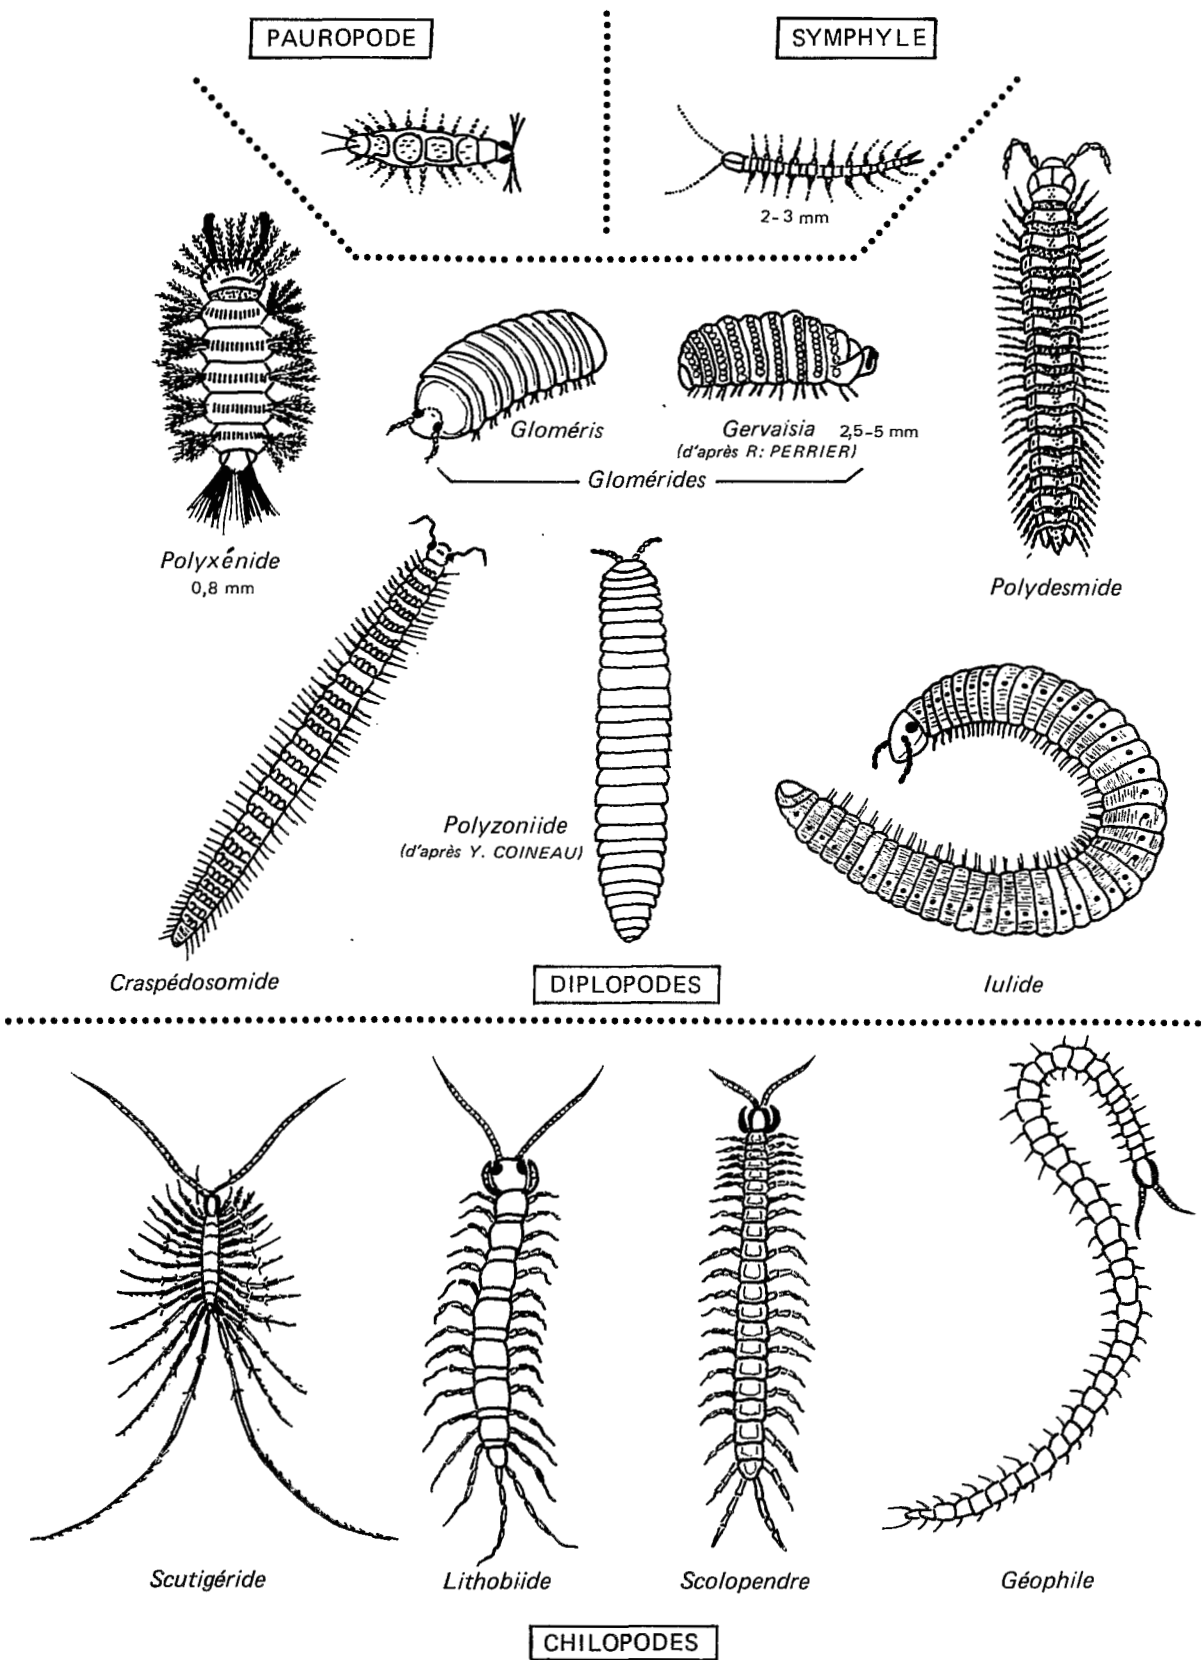 PAUROPODE
SYMPHYLE
2-3 mm
Gloméris
Gervaisia 2,5-5 mm
(d'après R: PERRIER)
Glomérides
Polyxénide
0,8 mm
Polydesmide
Polyzoniide
(d'après Y. COINEAU)
Craspédosomide
DIPLOPODES
Iulide
Scutigéride
Lithobiide
Scolopendre
Géophile
CHILOPODES